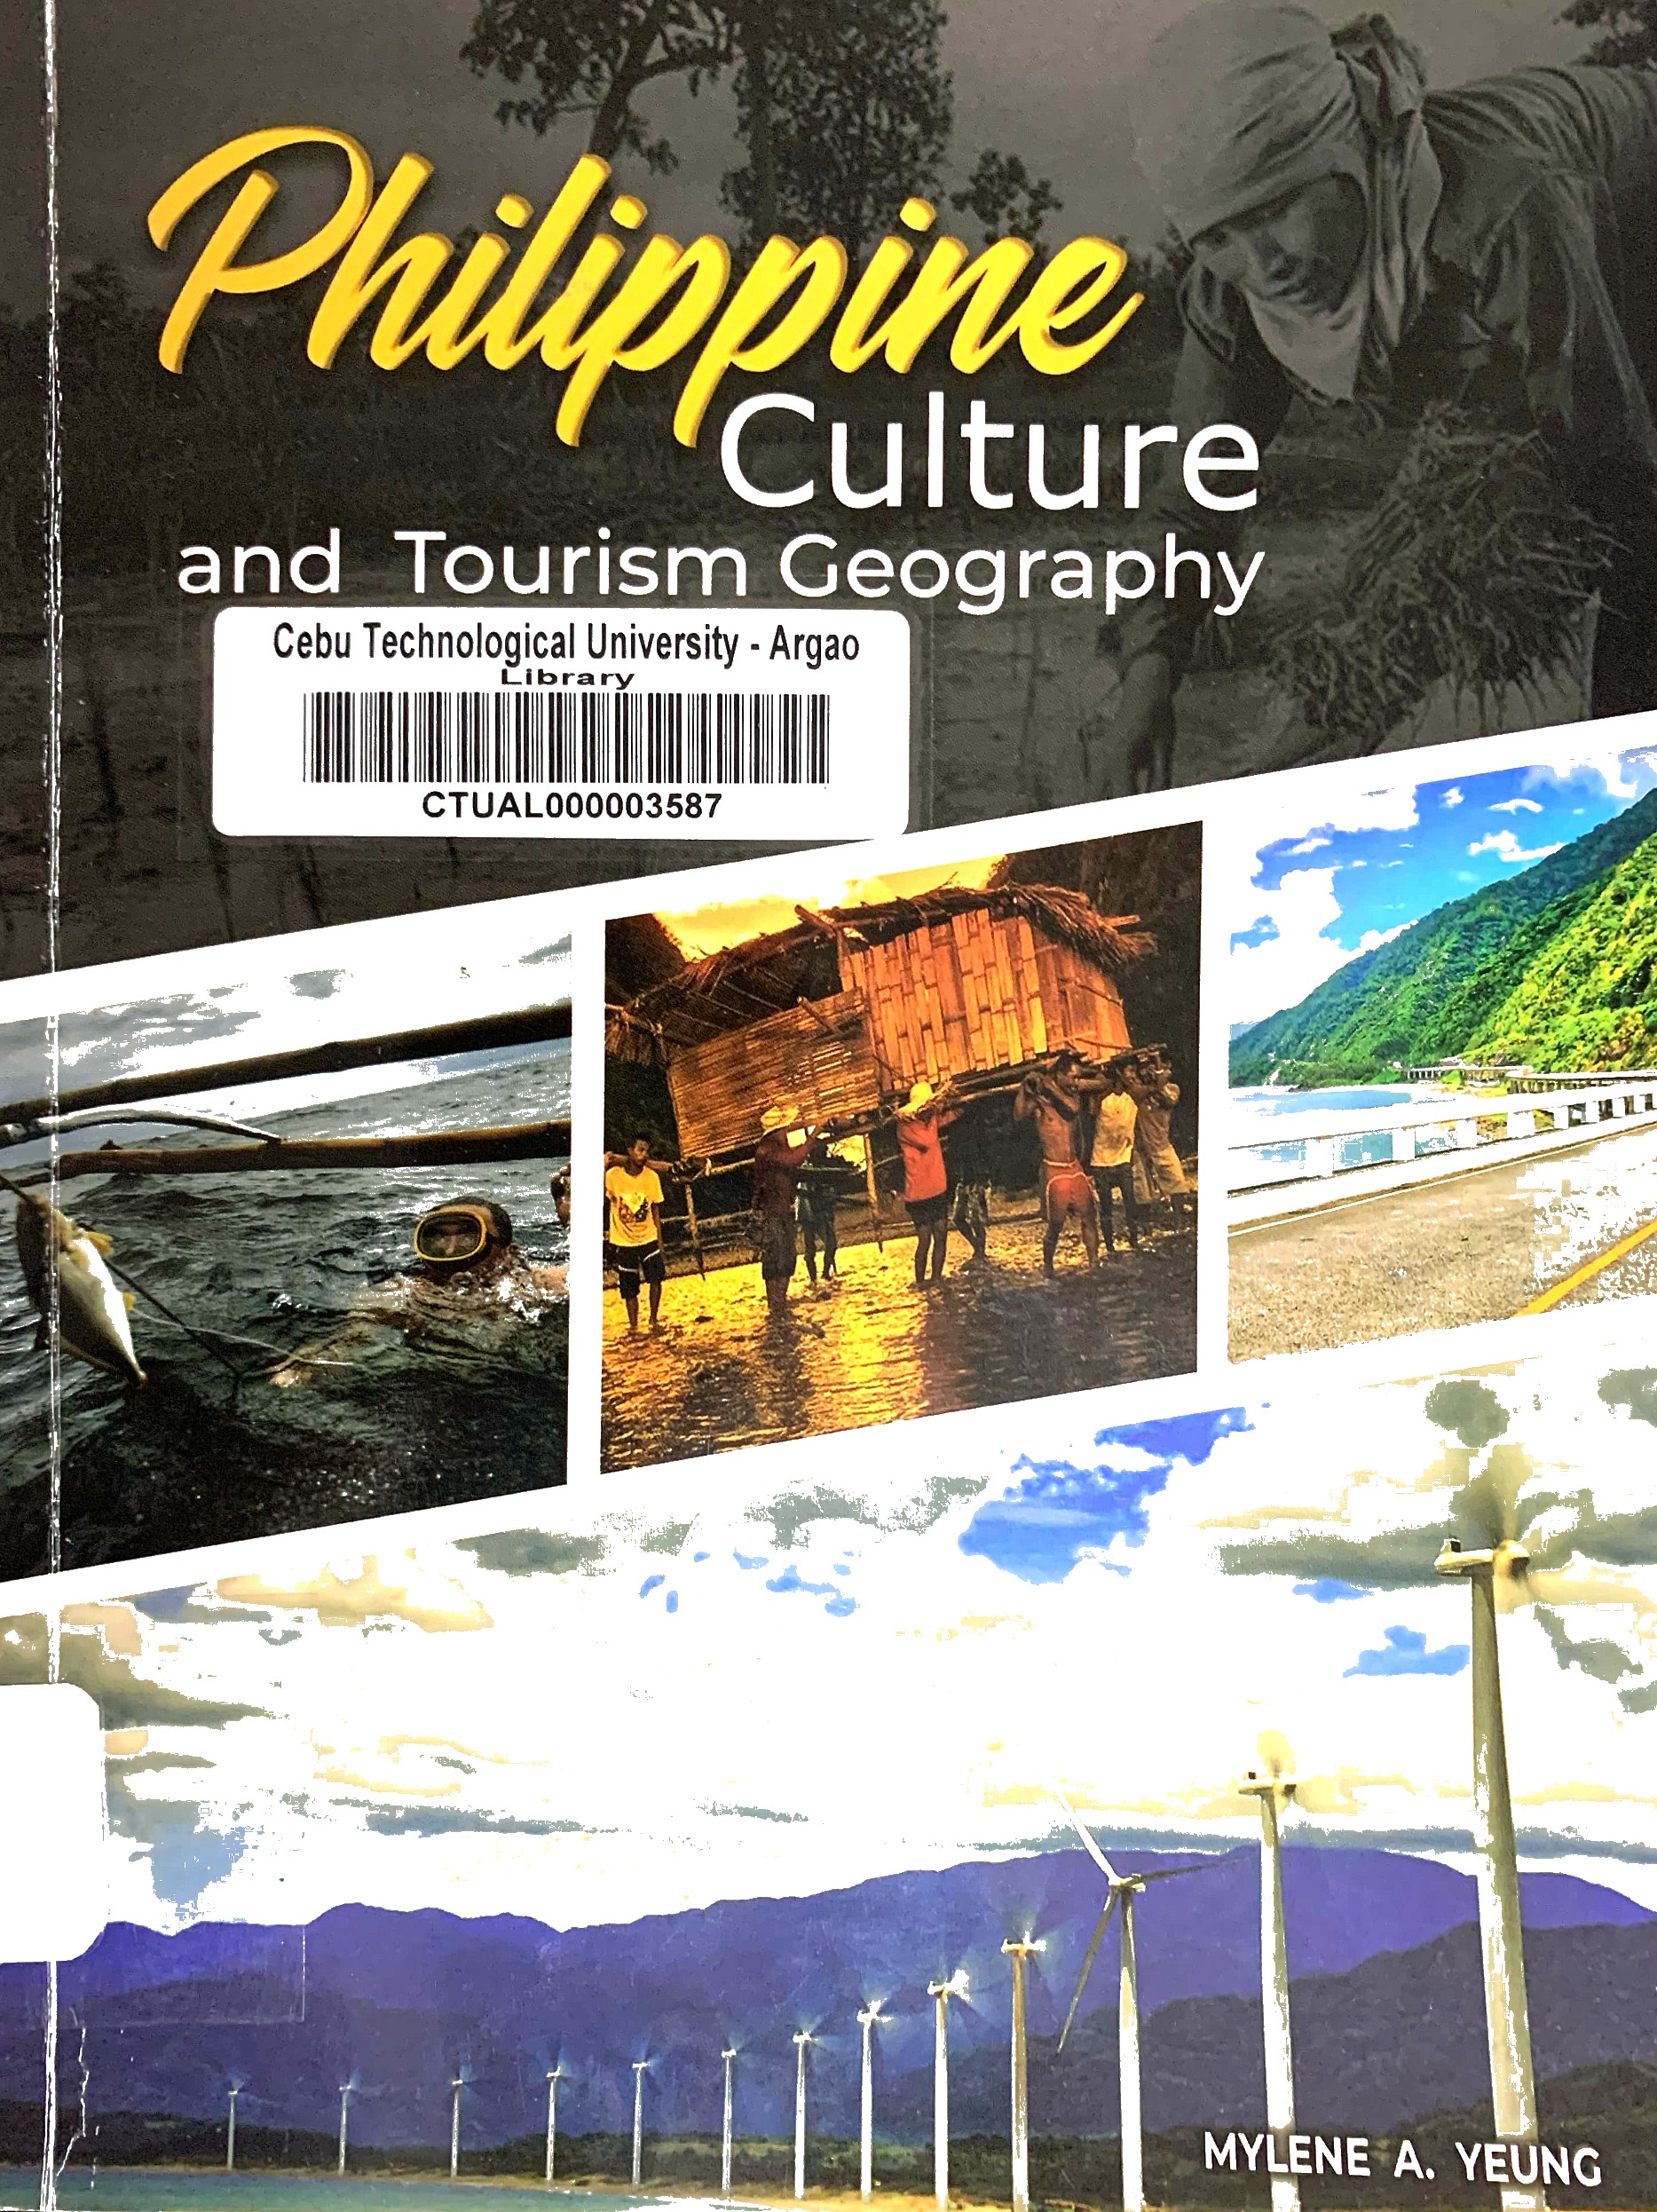 Philippine
Culture
and Tourism Geography
Cebu Technological University - Argao
Library
CTUAL000003587
MYLENE A. YEUNG